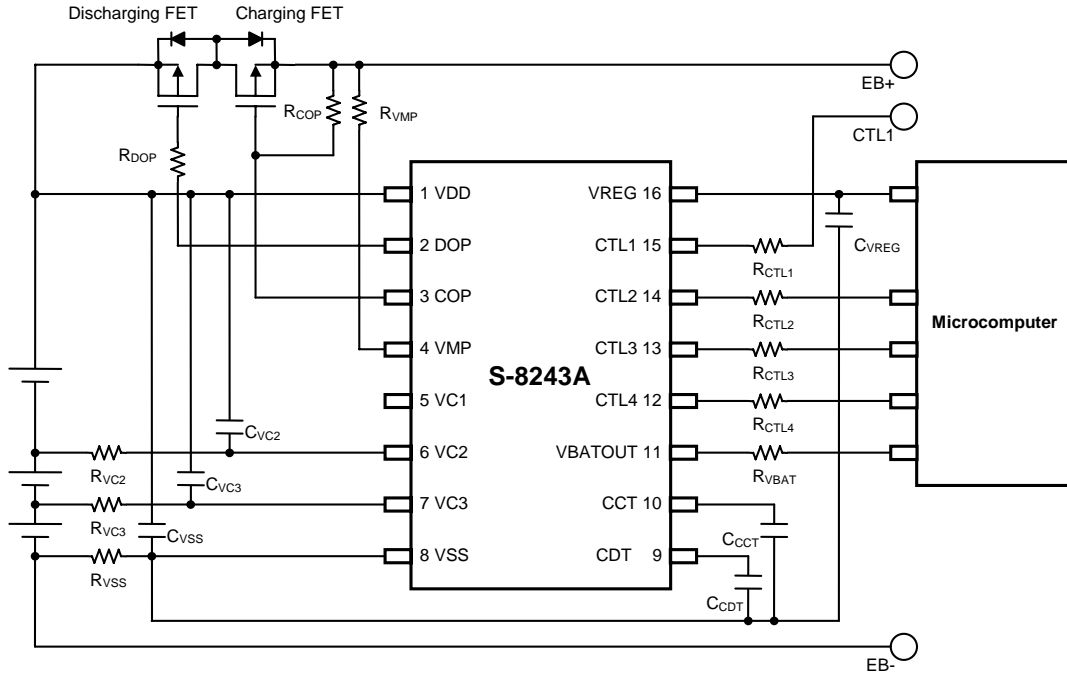 Discharging FET
Charging FET
EB+
RCOP
RVMP
CTL1
RDOP
1 VDD
VREG 16
2 DOP
CTL1 15
CVREG
RCTL1
3 COP
CTL2 14
RCTL2
Microcomputer
4 VMP
CTL3 13
S-8243A
RCTL3
5 VC1
CTL4 12
RCTL4
CVC2
6 VC2
VBATOUT 11
RVC2
CVC3
RVBAT
7 VC3
CCT 10
RVC3
CVSS
CCCT
8 VSS
CDT 9
RVSS
CCDT
EB-